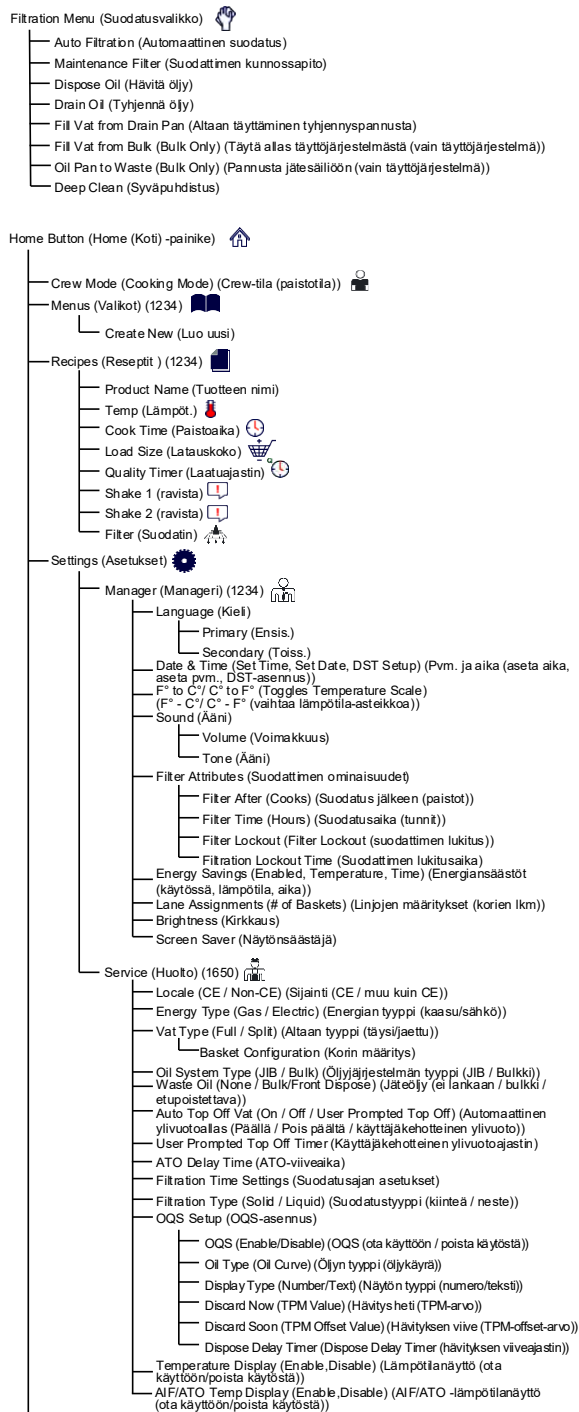 Filtration Menu (Suodatusvalikko)
Auto Filtration (Automaattinen suodatus)
Maintenance Filter (Suodattimen kunnossapito)
Dispose Oil (Hävitä öljy)
Drain Oil (Tyhjennä öljy)
Fill Vat from Drain Pan (Altaan täyttäminen tyhjennyspannusta)
Fill Vat from Bulk (Bulk Only) (Täytä allas täyttöjärjestelmästä (vain täyttöjärjestelmä))
Oil Pan to Waste (Bulk Only) (Pannusta jätesäiliöön (vain täyttöjärjestelmä))
Deep Clean (Syväpuhdistus)
Home Button (Home (Koti) -painike)
Crew Mode (Cooking Mode) (Crew-tila (paistotila))
Menus (Valikot) (1234)
Create New (Luo uusi)
Recipes (Reseptit ) (1234)
Product Name (Tuotteen nimi)
Temp (Lämpöt.)
Cook Time (Paistoaika)
Load Size (Latauskoko)
Quality Timer (Laatuajastin)
Shake 1 (ravista)
Shake 2 (ravista)
Filter (Suodatin)
Settings (Asetukset)
Manager (Manageri) (1234)
Language (Kieli)
Primary (Ensis.)
Secondary (Toiss.)
Date & Time (Set Time, Set Date, DST Setup) (Pvm. ja aika (aseta aika,
aseta pvm., DST-asennus))
F° to C°/ C° to F° (Toggles Temperature Scale)
(F° - C°/ C° - F° (vaihtaa lämpötila-asteikkoa))
Sound (Ääni)
Volume (Voimakkuus)
Tone (Ääni)
Filter Attributes (Suodattimen ominaisuudet)
Filter After (Cooks) (Suodatus jälkeen (paistot))
Filter Time (Hours) (Suodatusaika (tunnit))
Filter Lockout (Filter Lockout (suodattimen lukitus))
Filtration Lockout Time (Suodattimen lukitusaika)
Energy Savings (Enabled, Temperature, Time) (Energiansäästöt
(käytössä, lämpötila, aika))
Lane Assignments (# of Baskets) (Linjojen määritykset (korien lkm))
Brightness (Kirkkaus)
Screen Saver (Näytönsäästäjä)
Service (Huolto) (1650)
Locale (CE / Non-CE) (Sijainti (CE / muu kuin CE))
Energy Type (Gas / Electric) (Energian tyyppi (kaasu/sähkö))
Vat Type (Full / Split) (Altaan tyyppi (täysi/jaettu))
Basket Configuration (Korin määritys)
Oil System Type (JIB / Bulk) (Öljyjäjrjestelmän tyyppi (JIB / Bulkki)
Waste Oil (None / Bulk/Front Dispose) (Jäteöljy (ei lankaan / bulkki /
etupoistettava))
Auto Top Off Vat (On / Off / User Prompted Top Off) (Automaattinen
ylivuotoallas (Päällä / Pois päältä / käyttäjäkehotteinen ylivuoto))
User Prompted Top Off Timer (Käyttäjäkehotteinen ylivuotoajastin)
ATO Delay Time (ATO-viiveaika)
Filtration Time Settings (Suodatusajan asetukset)
Filtration Type (Solid / Liquid) (Suodatustyyppi (kiinteä / neste))
OQS Setup (OQS-asennus)
OQS (Enable/Disable) (OQS (ota käyttöön / poista käytöstä))
Oil Type (Oil Curve) (Öljyn tyyppi (öljykäyrä))
Display Type (Number/Text) (Näytön tyyppi (numero/teksti)
Discard Now (TPM Value) (Hävitys heti (TPM-arvo))
Discard Soon (TPM Offset Value) (Hävityksen viive (TPM-offset-arvo))
Dispose Delay Timer (Dispose Delay Timer (hävityksen viiveajastin))
Temperature Display (Enable,Disable) (Lämpötilanäyttö (ota
käyttöön/poista käytöstä))
AIF/ATO Temp Display (Enable,Disable) (AIF/ATO -lämpötilanäyttö
(ota käyttöön/poista käytöstä))